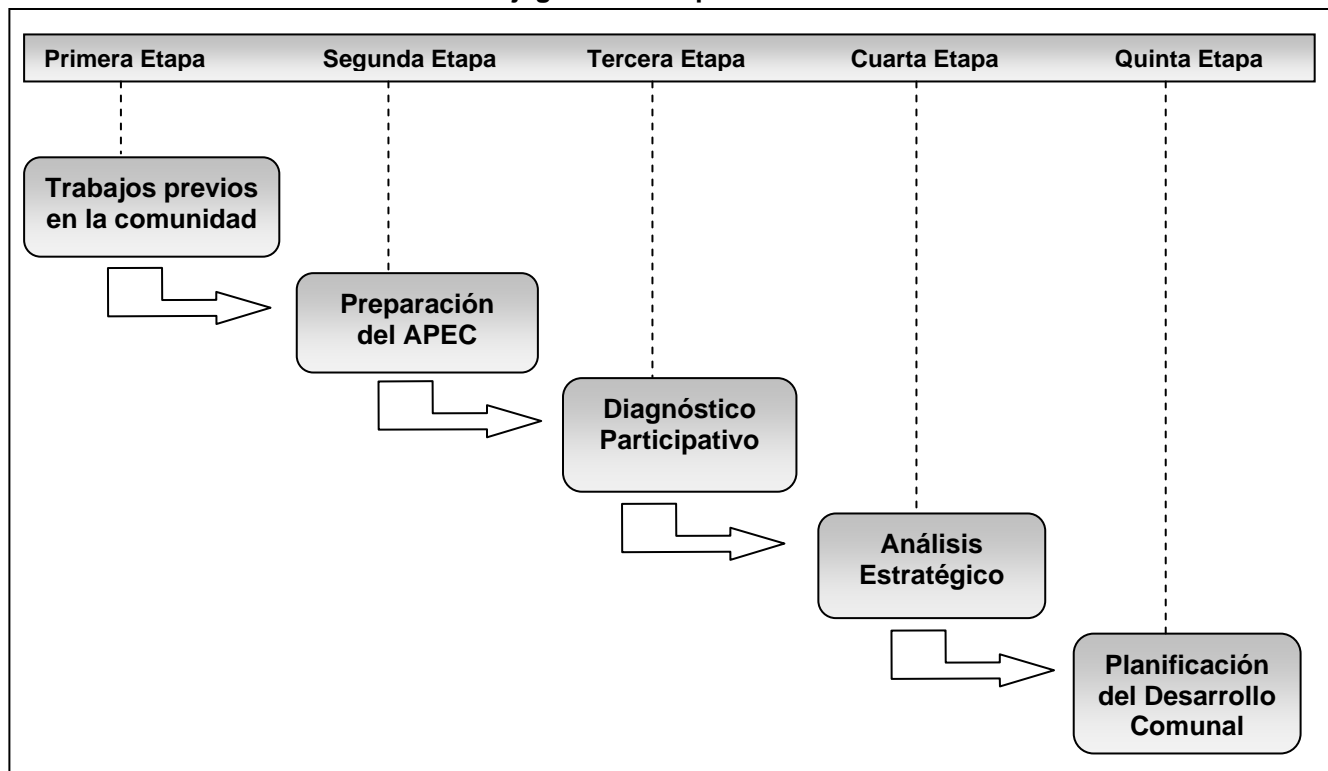 Primera Etapa Segunda Etapa Tercera Etapa Cuarta Etapa Quinta Etapa
Trabajos previos
en la comunidad
Preparación
del APEC
Diagnóstico
Participativo
Análisis
Estratégico
Planificación
del Desarrollo
Comunal